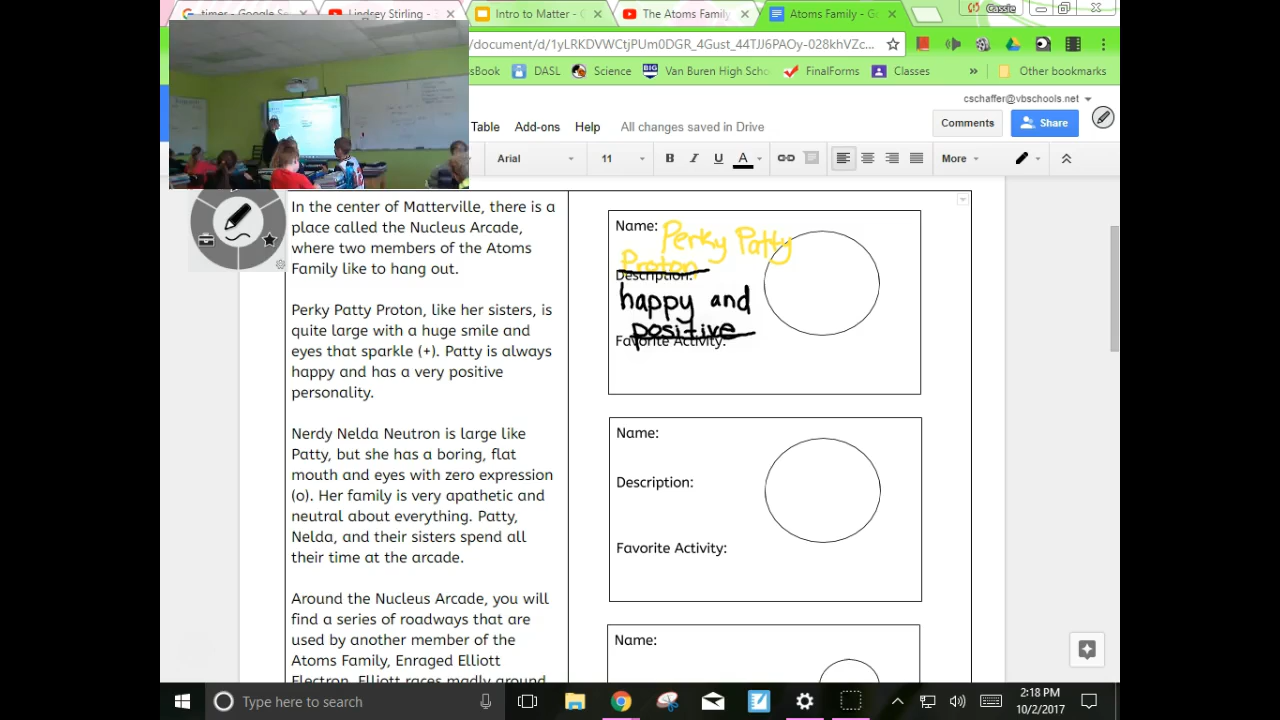 timer - Google S
Lindsey Stirling - 
Intro to Matter - 
The Atoms Family
Atoms Family - Go
Cassie
/document/d/1yLRKDVWCtjPUm0DGR_4Gust_44TJJ6PAOy-028khVZc...
sBook
DASL
Science
BIG
Van Buren High Scho
FinalForms
Classes
»
Other bookmarks
cschaffer@vbschools.net
Table Add-ons Help All changes saved in Drive
Comments
Share
Arial
11
B I U A
More
In the center of Matterville, there is a
place called the Nucleus Arcade,
where two members of the Atoms
Family like to hang out.
Perky Patty Proton, like her sisters, is
quite large with a huge smile and
eyes that sparkle (+). Patty is always
happy and has a very positive
personality.
Nerdy Nelda Neutron is large like
Patty, but she has a boring, flat
mouth and eyes with zero expression
(o). Her family is very apathetic and
neutral about everything. Patty,
Nelda, and their sisters spend all
their time at the arcade.
Around the Nucleus Arcade, you will
find a series of roadways that are
used by another member of the
Atoms Family, Enraged Elliott
Electron. Elliott races madly around
Name: Perky Patty
Proton
Description:
happy and
positive
Favorite Activity:
Name:
Description:
Favorite Activity:
Name:
Type here to search
2:18 PM
10/2/2017